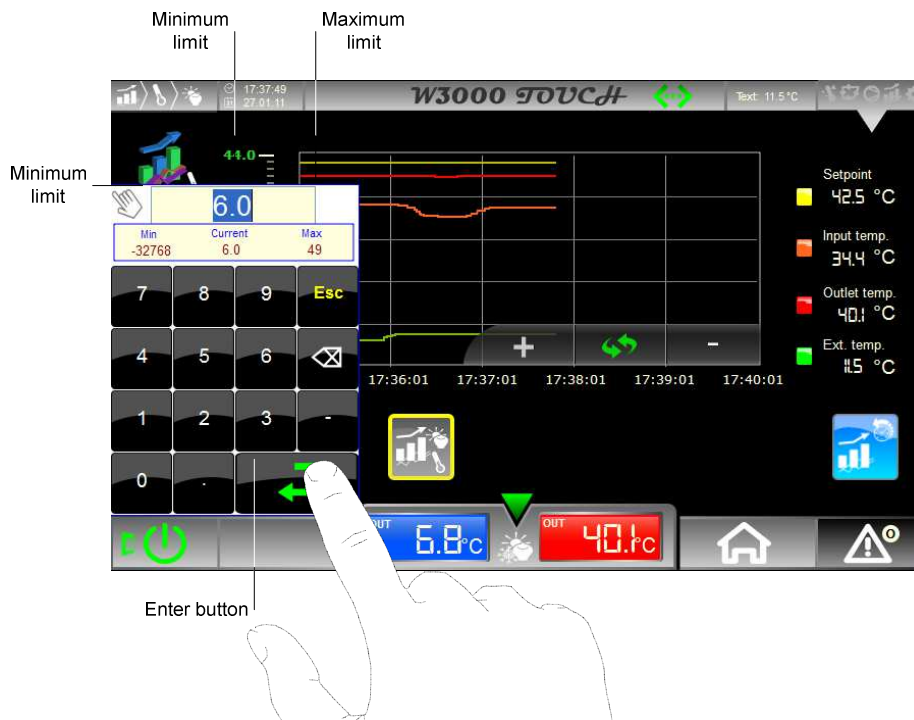 Minimum
limit
Maximum
limit
Minimum
limit
17:37:49
27.01.11
W3000 TOUCH
Text: 11.5°C
44.0
6.0
Min
Current
Max
-32768
6.0
49
7
8
9
Esc
4
5
6
1
2
3
-
0
.
Setpoint
42.5 °C
Input temp.
34.4 °C
Outlet temp.
40.1 °C
Ext. temp.
11.5 °C
+
-
17:36:01
17:37:01
17:38:01
17:39:01
17:40:01
OUT
6.8°C
OUT
40.1°C
0
Enter button